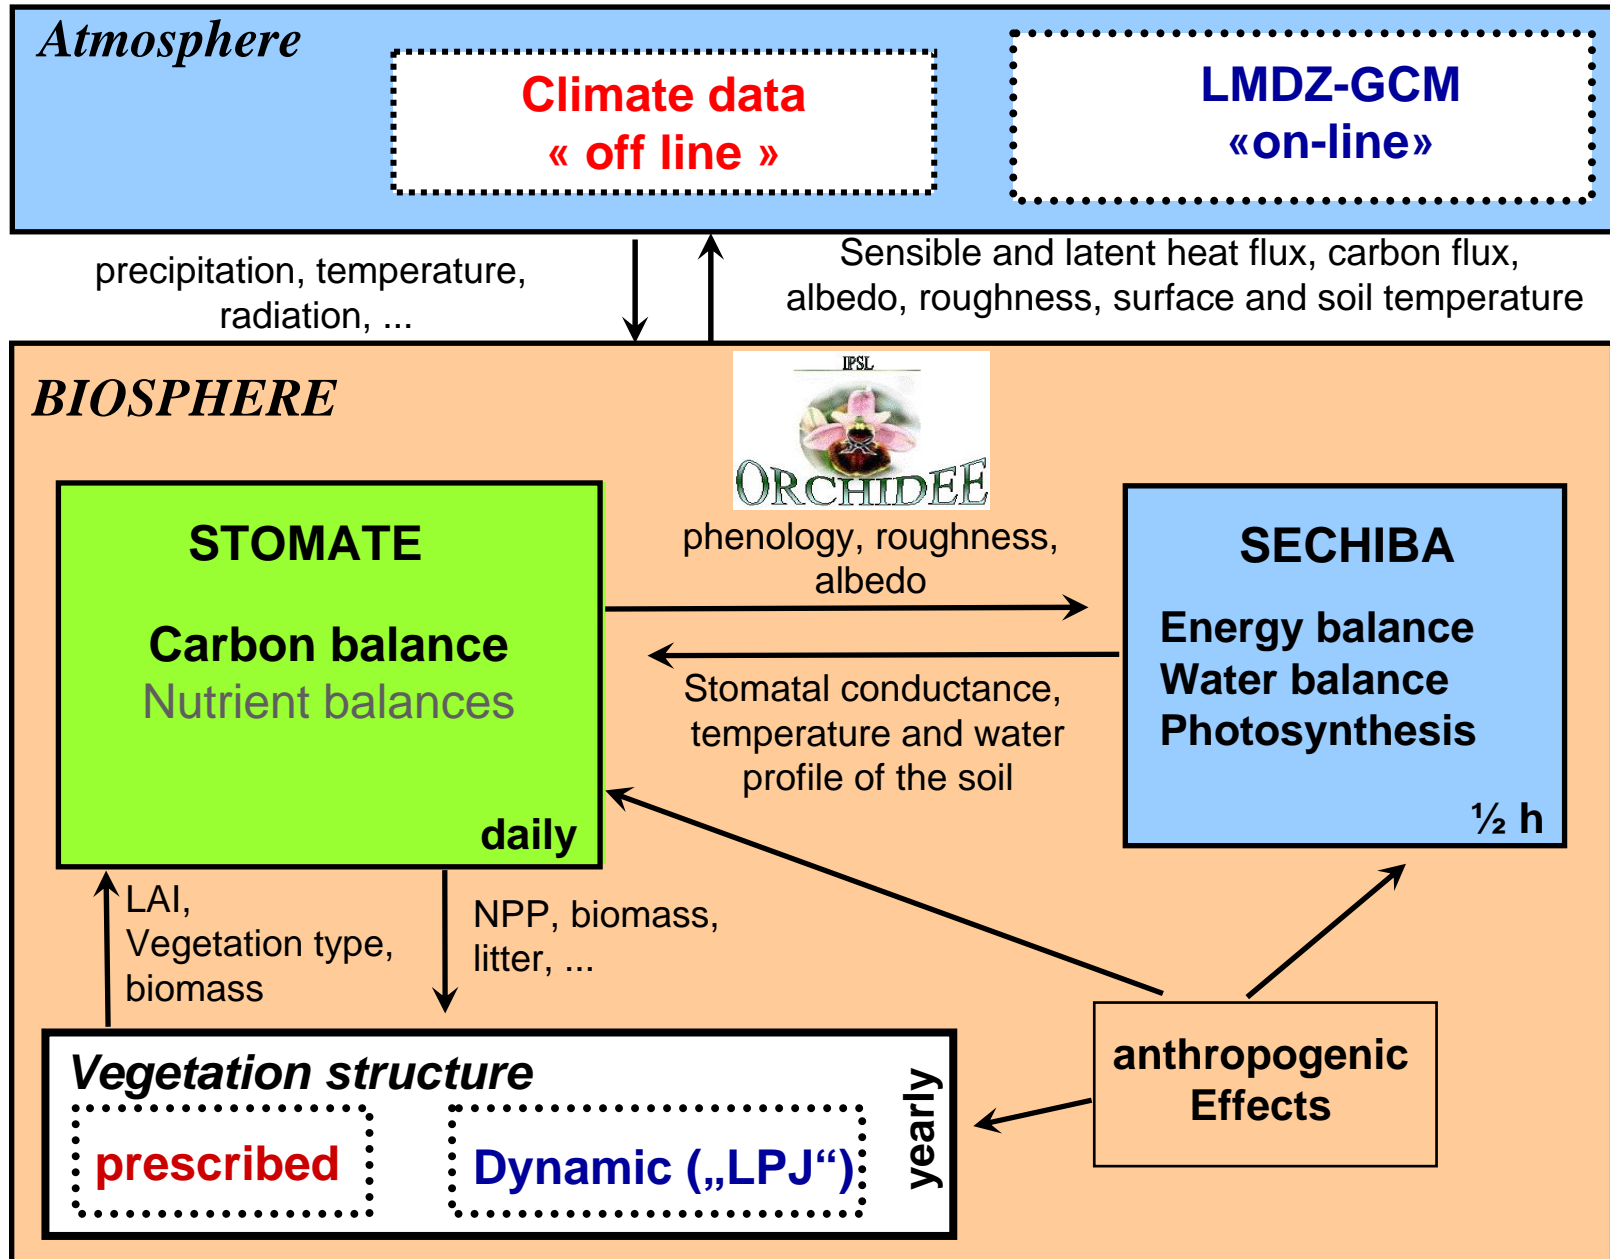 Atmosphere
Climate data
« off line »
LMDZ-GCM
«on-line»
precipitation, temperature,
radiation, ...
Sensible and latent heat flux, carbon flux,
albedo, roughness, surface and soil temperature
BIOSPHERE
IPSL
ORCHIDEE
STOMATE
Carbon balance
Nutrient balances
daily
phenology, roughness,
albedo
Stomatal conductance,
temperature and water
profile of the soil
SECHIBA
Energy balance
Water balance
Photosynthesis
½ h
LAI,
Vegetation type,
biomass
NPP, biomass,
litter, ...
Vegetation structure
prescribed
Dynamic („LPJ“)
yearly
anthropogenic
Effects